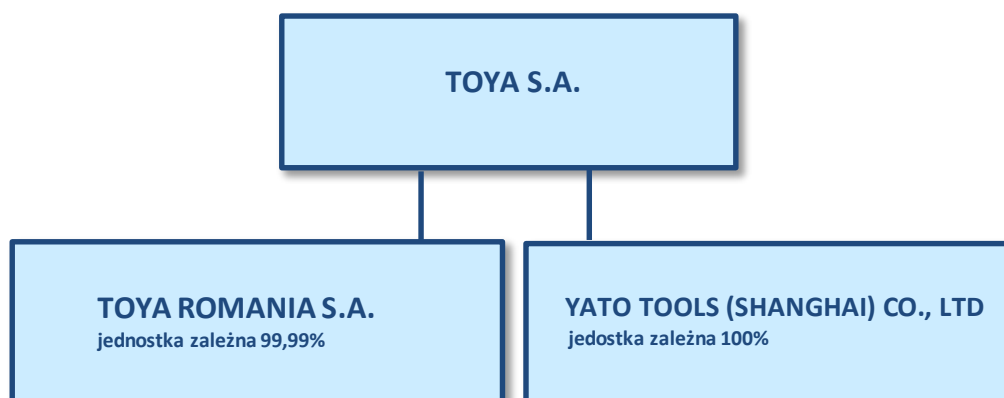 TOYA S.A.
TOYA ROMANIA S.A.
jednostka zależna 99,99%
YATO TOOLS (SHANGHAI) CO., LTD
jedostka zależna 100%